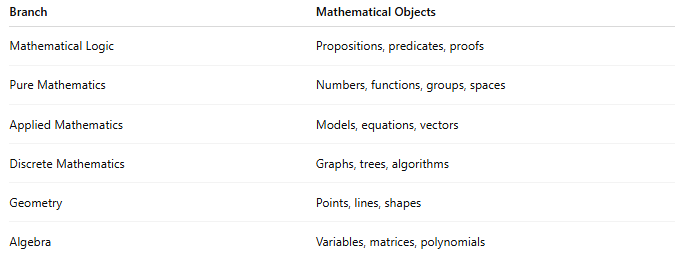 Branch Mathematical Objects
Mathematical Logic Propositions, predicates, proofs
Pure Mathematics Numbers, functions, groups, spaces
Applied Mathematics Models, equations, vectors
Discrete Mathematics Graphs, trees, algorithms
Geometry Points, lines, shapes
Algebra Variables, matrices, polynomials